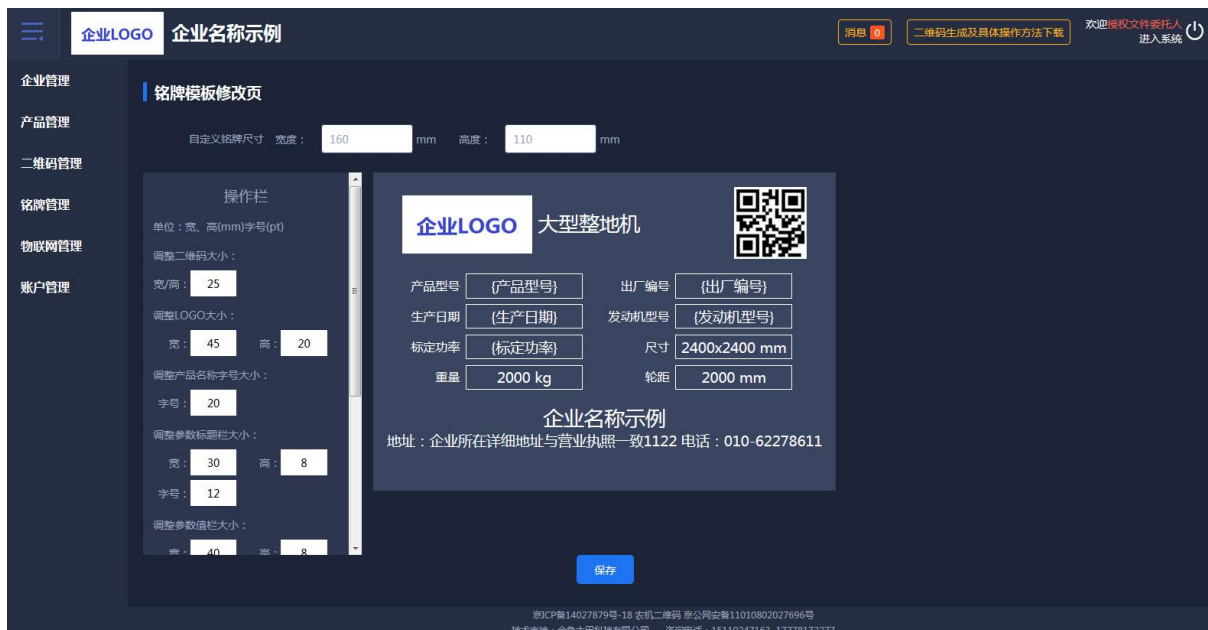 企业LOGO 企业名称示例 消息 0 二维码生成及具体操作方法下载 欢迎授权文件委托人
进入系统
企业管理
产品管理
二维码管理
铭牌管理
物联网管理
账户管理
铭牌模板修改页
自定义铭牌尺寸 宽度： 160 mm 高度： 110 mm
操作栏
单位：宽、高(mm)字号(pt)
调整二维码大小：
宽/高： 25
调整LOGO大小：
宽： 45 高： 20
调整产品名称字号大小：
字号： 20
调整参数标题栏大小：
宽： 30 高： 8
字号： 12
调整参数值栏大小：
宽： 40 高： 8
企业LOGO 大型整地机
产品型号 {产品型号} 出厂编号 {出厂编号}
生产日期 {生产日期} 发动机型号 {发动机型号}
标定功率 {标定功率} 尺寸 2400x2400 mm
重量 2000 kg 轮距 2000 mm
企业名称示例
地址：企业所在详细地址与营业执照一致1122 电话：010-62278611
保存
京ICP备14027879号-18 农机二维码 京公网安备11010802027696号